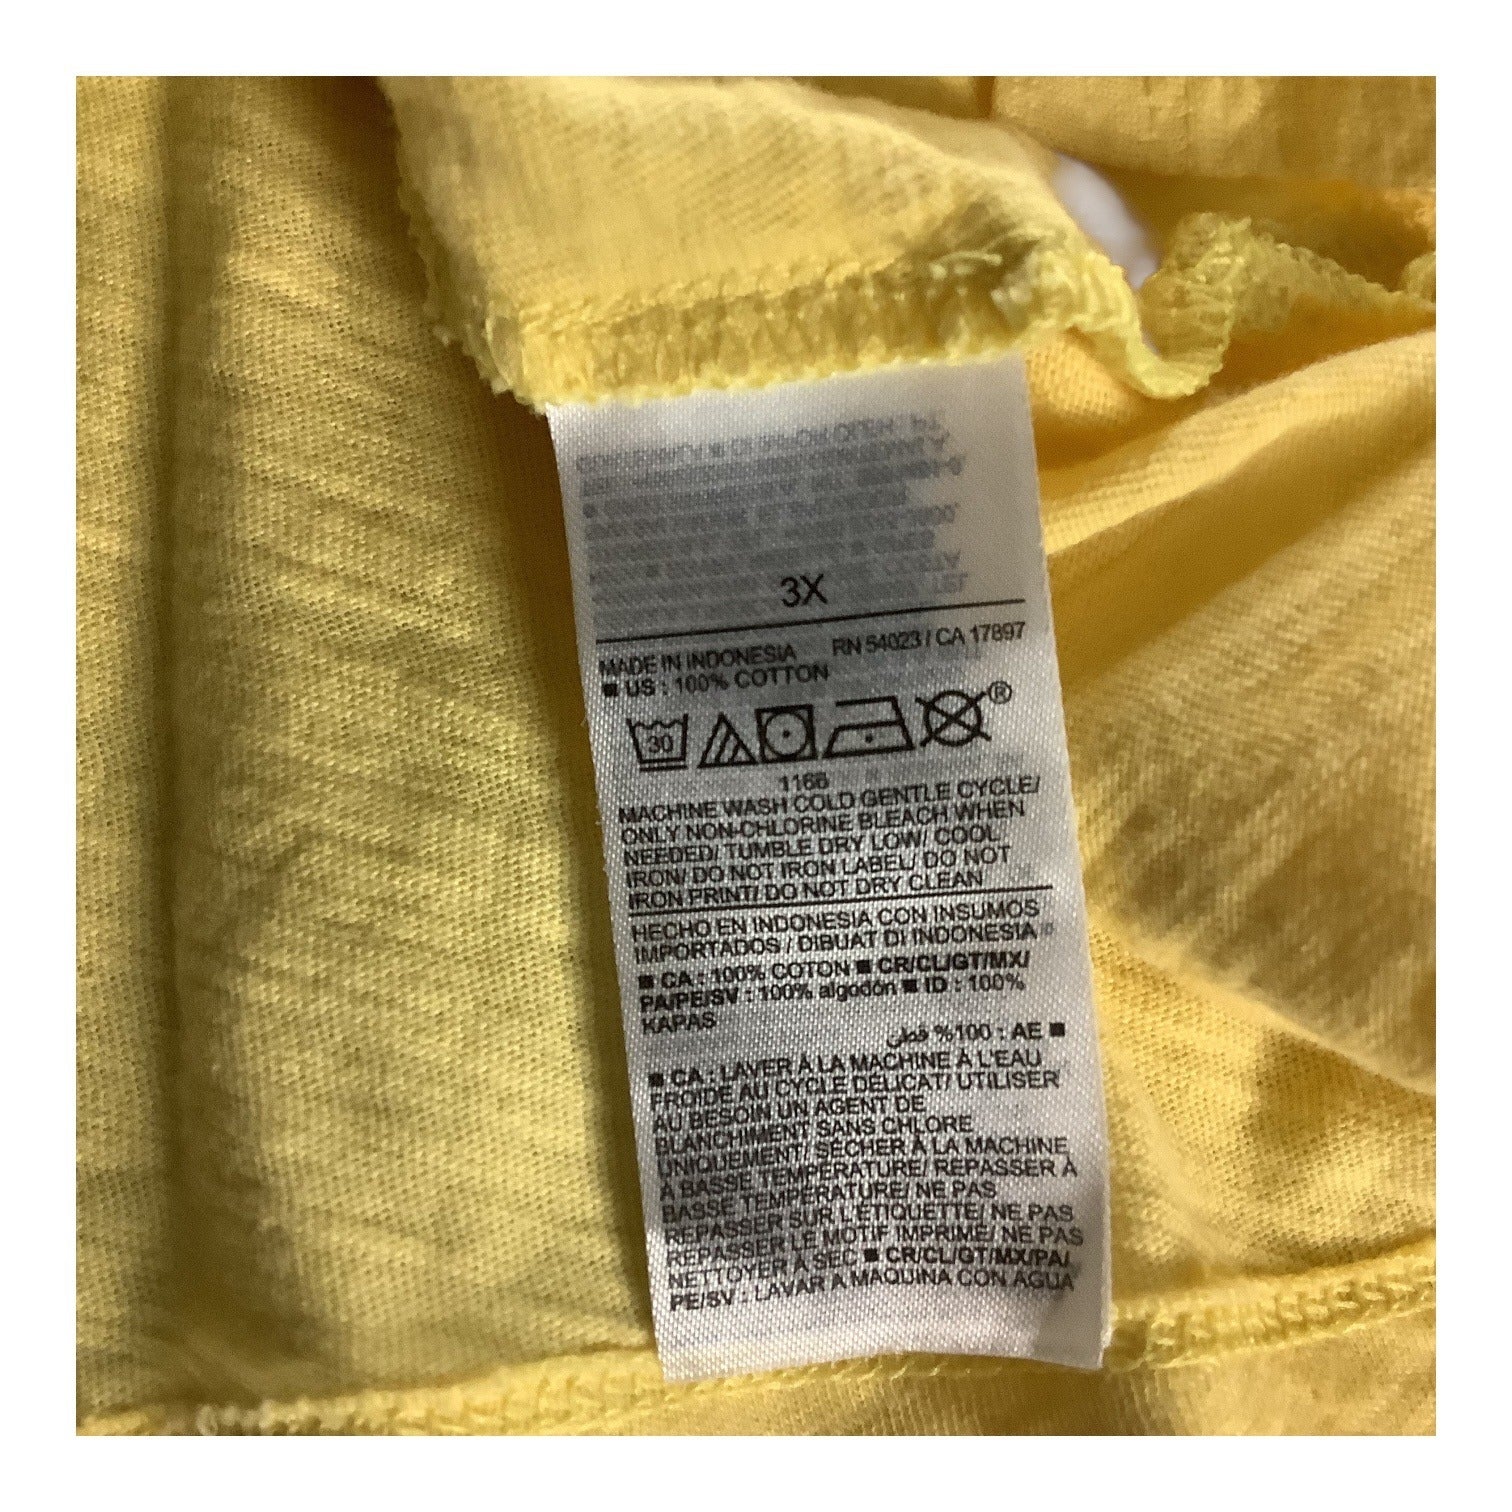 3X
MADE IN INDONESIA RN 54023 / CA 17897
■ US : 100% COTTON
30 ®
1166
MACHINE WASH COLD GENTLE CYCLE/
ONLY NON-CHLORINE BLEACH WHEN
NEEDED/ TUMBLE DRY LOW/ COOL
IRON/ DO NOT IRON LABEL/ DO NOT
IRON PRINT/ DO NOT DRY CLEAN
HECHO EN INDONESIA CON INSUMOS
IMPORTADOS / DIBUAT DI INDONESIA
■ CA : 100% COTON ■ CR/CL/GT/MX/
PA/PE/SV : 100% algodón ■ ID : 100%
KAPAS
■ AE : 100% قطن
■ CA : LAVER À LA MACHINE À L'EAU
FROIDE AU CYCLE DÉLICAT/ UTILISER
AU BESOIN UN AGENT DE
BLANCHIMENT SANS CHLORE
UNIQUEMENT/ SÉCHER À LA MACHINE
À BASSE TEMPÉRATURE/ REPASSER À
BASSE TEMPÉRATURE/ NE PAS
REPASSER SUR L'ÉTIQUETTE/ NE PAS
REPASSER LE MOTIF IMPRIMÉ/ NE PAS
NETTOYER À SEC ■ CR/CL/GT/MX/PA/
PE/SV : LAVAR A MAQUINA CON AGUA